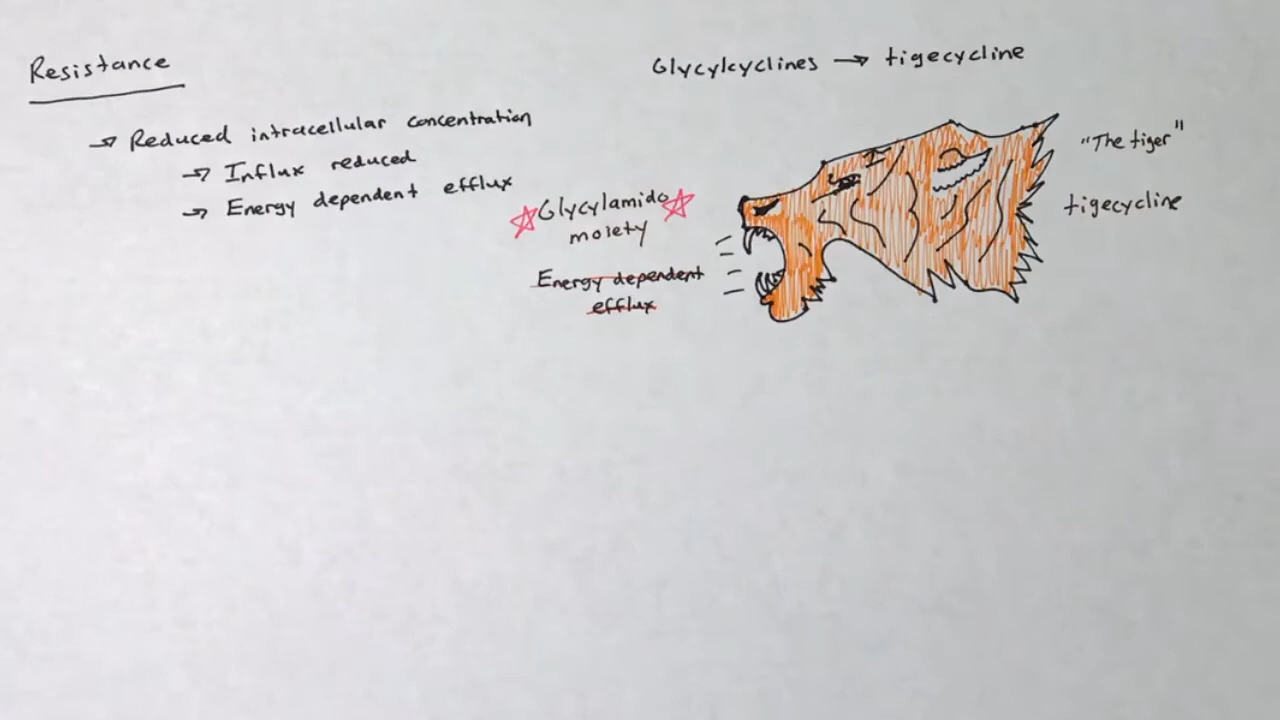 Resistance
→ Reduced intracellular concentration
→ Influx reduced
→ Energy dependent efflux
Glycylcyclines → tigecycline
"The tiger"
tigecycline
Glycylamido
moiety
Energy dependent
efflux